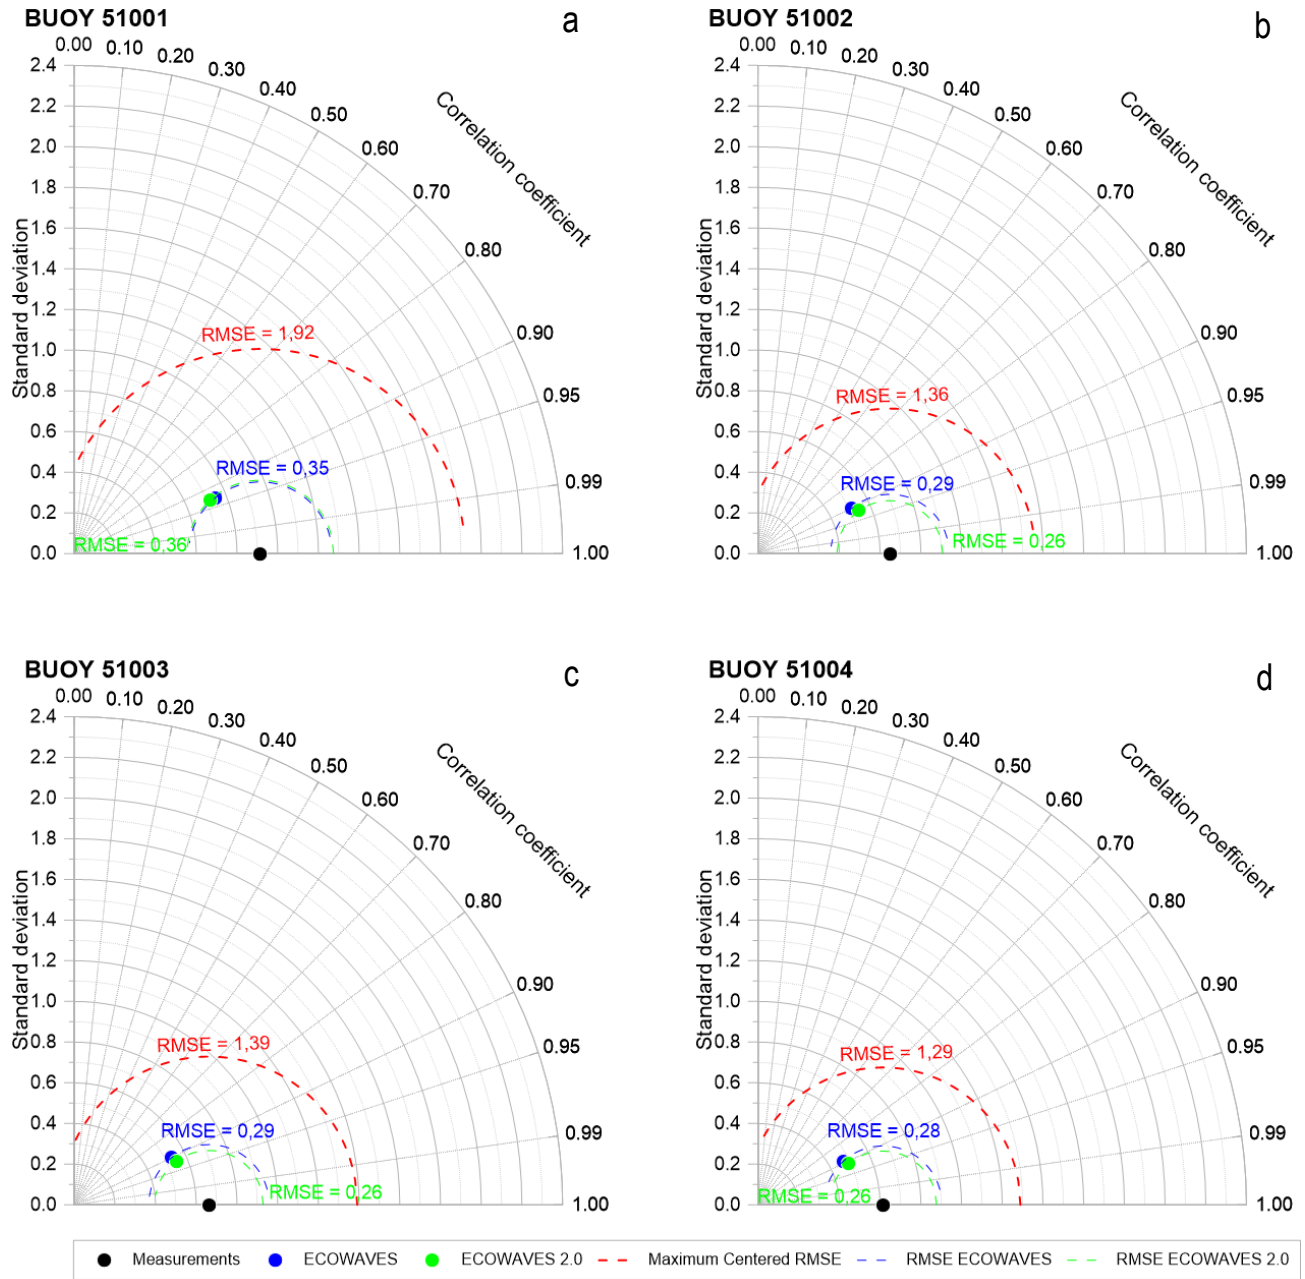 BUOY 51001
a
0.00 0.10 0.20 0.30 0.40 0.50 0.60 0.70 0.80 0.90 0.95 0.99 1.00
Correlation coefficient
Standard deviation
2.4
2.2
2.0
1.8
1.6
1.4
1.2
1.0
0.8
0.6
0.4
0.2
0.0
RMSE = 1,92
RMSE = 0,35
RMSE = 0,36
BUOY 51002
b
0.00 0.10 0.20 0.30 0.40 0.50 0.60 0.70 0.80 0.90 0.95 0.99 1.00
Correlation coefficient
Standard deviation
2.4
2.2
2.0
1.8
1.6
1.4
1.2
1.0
0.8
0.6
0.4
0.2
0.0
RMSE = 1,36
RMSE = 0,29
RMSE = 0,26
BUOY 51003
c
0.00 0.10 0.20 0.30 0.40 0.50 0.60 0.70 0.80 0.90 0.95 0.99 1.00
Correlation coefficient
Standard deviation
2.4
2.2
2.0
1.8
1.6
1.4
1.2
1.0
0.8
0.6
0.4
0.2
0.0
RMSE = 1,39
RMSE = 0,29
RMSE = 0,26
BUOY 51004
d
0.00 0.10 0.20 0.30 0.40 0.50 0.60 0.70 0.80 0.90 0.95 0.99 1.00
Correlation coefficient
Standard deviation
2.4
2.2
2.0
1.8
1.6
1.4
1.2
1.0
0.8
0.6
0.4
0.2
0.0
RMSE = 1,29
RMSE = 0,28
RMSE = 0,26
Measurements ECOWAVES ECOWAVES 2.0 Maximum Centered RMSE RMSE ECOWAVES RMSE ECOWAVES 2.0